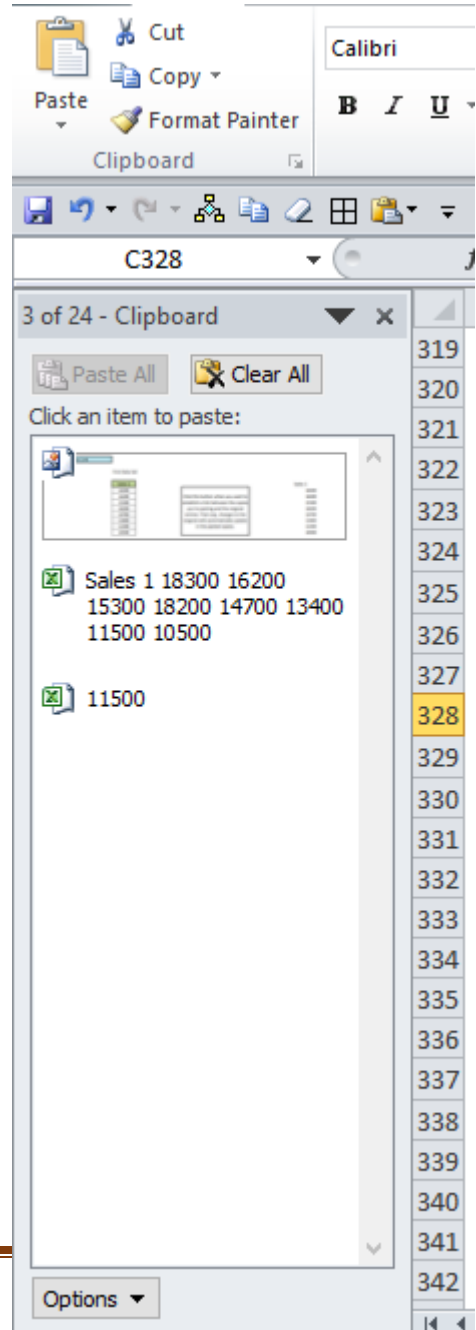 Cut
Calibri
Copy
Paste
Format Painter
B I U
Clipboard
C328
3 of 24 - Clipboard
Paste All
Clear All
Click an item to paste:
Sales 1 18300 16200
15300 18200 14700 13400
11500 10500
11500
Options
319
320
321
322
323
324
325
326
327
328
329
330
331
332
333
334
335
336
337
338
339
340
341
342